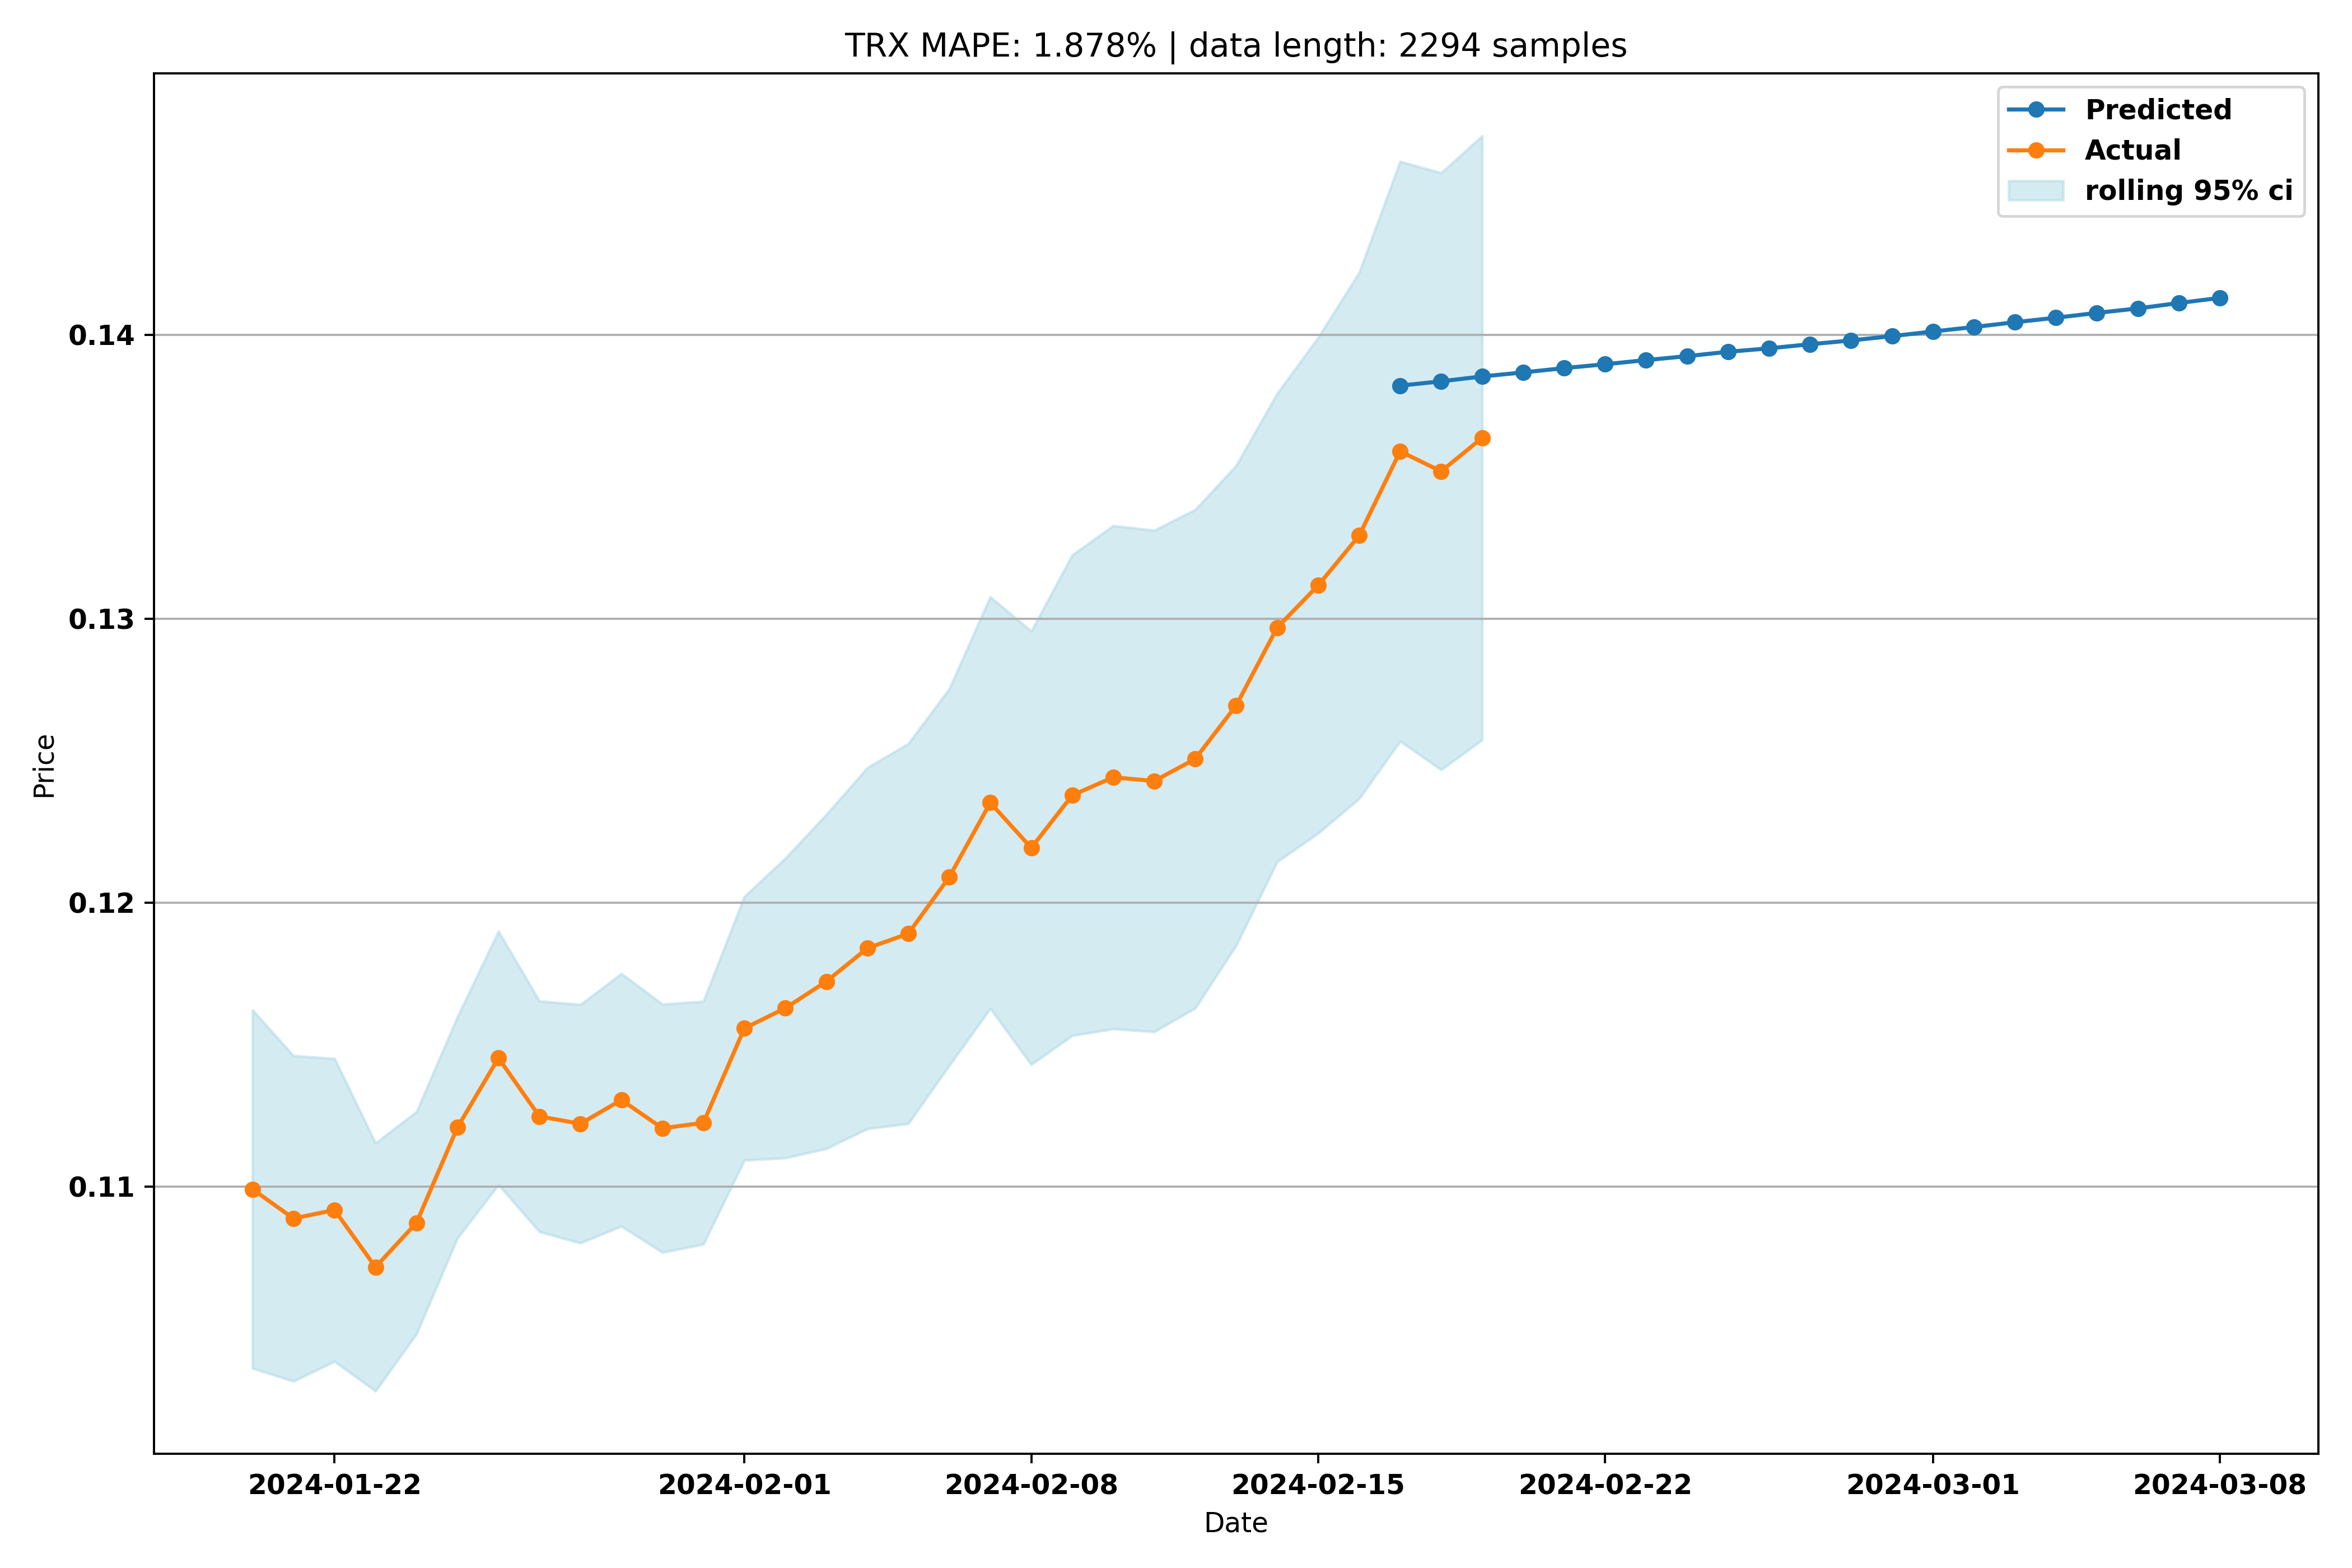 TRX MAPE: 1.878% | data length: 2294 samples
Predicted
Actual
rolling 95% ci
0.14
0.13
0.12
0.11
Price
2024-01-22 2024-02-01 2024-02-08 2024-02-15 2024-02-22 2024-03-01 2024-03-08
Date